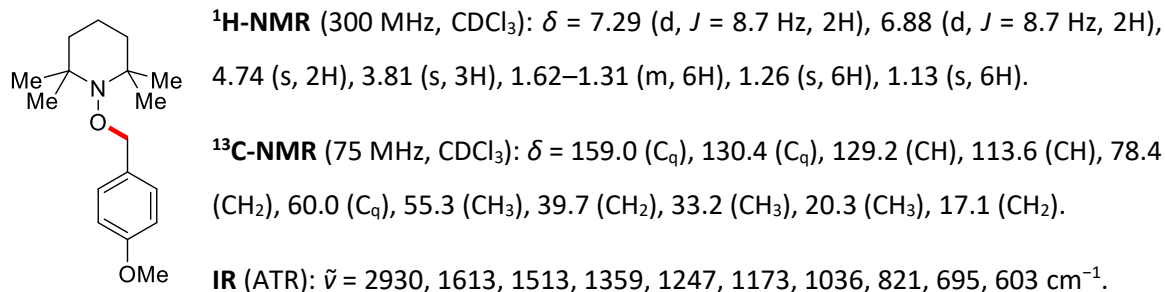 ¹H-NMR (300 MHz, CDCl₃): δ = 7.29 (d, J = 8.7 Hz, 2H), 6.88 (d, J = 8.7 Hz, 2H),
4.74 (s, 2H), 3.81 (s, 3H), 1.62–1.31 (m, 6H), 1.26 (s, 6H), 1.13 (s, 6H).
Me Me
N
Me Me
O
¹³C-NMR (75 MHz, CDCl₃): δ = 159.0 (C_q), 130.4 (C_q), 129.2 (CH), 113.6 (CH), 78.4
(CH₂), 60.0 (C_q), 55.3 (CH₃), 39.7 (CH₂), 33.2 (CH₃), 20.3 (CH₃), 17.1 (CH₂).
OMe
IR (ATR): ν̃ = 2930, 1613, 1513, 1359, 1247, 1173, 1036, 821, 695, 603 cm⁻¹.